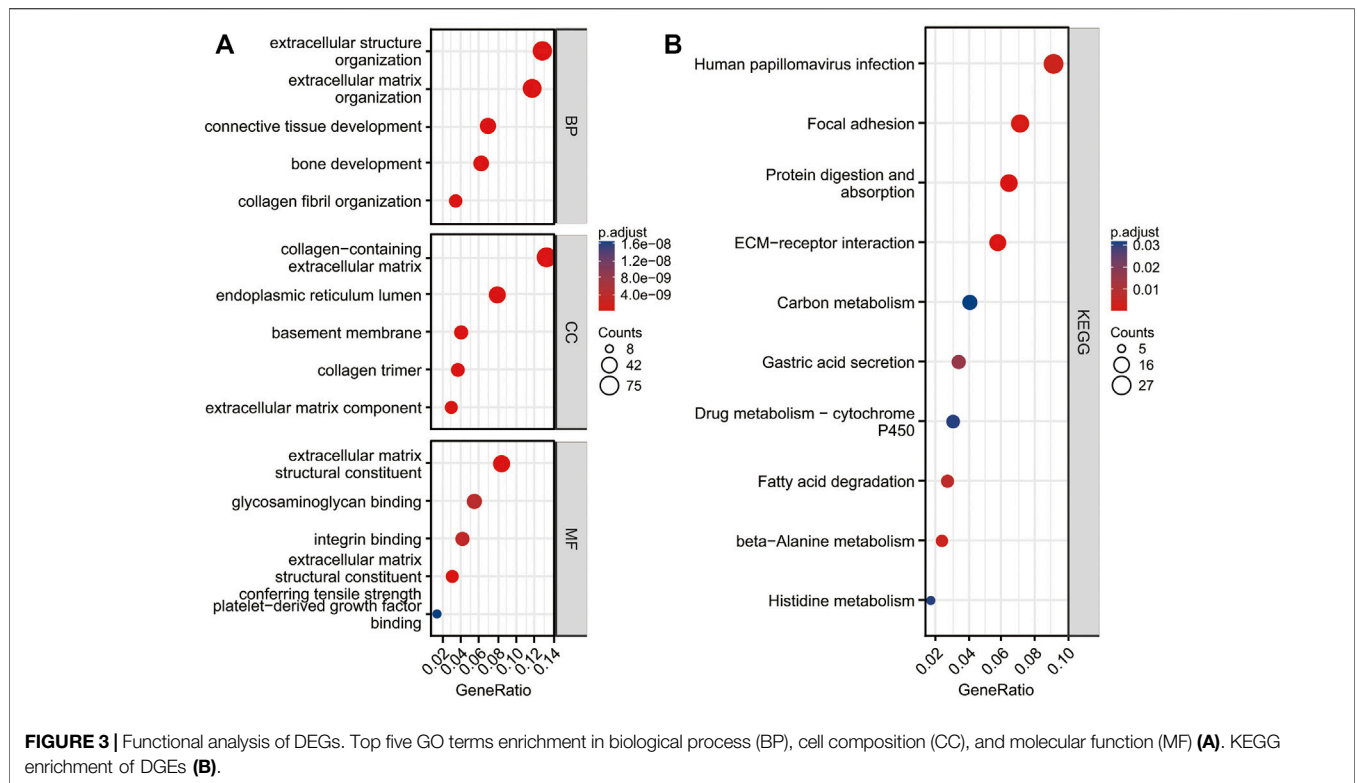 A
extracellular structure
organization
extracellular matrix
organization
connective tissue development
bone development
collagen fibril organization
BP
collagen−containing
extracellular matrix
endoplasmic reticulum lumen
basement membrane
collagen trimer
extracellular matrix component
CC
extracellular matrix
structural constituent
glycosaminoglycan binding
integrin binding
extracellular matrix
structural constituent
conferring tensile strength
platelet−derived growth factor
binding
MF
0.02 0.04 0.06 0.08 0.10 0.12 0.14
GeneRatio
p.adjust
1.6e−08
1.2e−08
8.0e−09
4.0e−09
Counts
8
42
75
B
Human papillomavirus infection
Focal adhesion
Protein digestion and
absorption
ECM−receptor interaction
Carbon metabolism
Gastric acid secretion
Drug metabolism − cytochrome
P450
Fatty acid degradation
beta−Alanine metabolism
Histidine metabolism
KEGG
0.02 0.04 0.06 0.08 0.10
GeneRatio
p.adjust
0.03
0.02
0.01
Counts
5
16
27
FIGURE 3 | Functional analysis of DEGs. Top five GO terms enrichment in biological process (BP), cell composition (CC), and molecular function (MF) (A). KEGG
enrichment of DGEs (B).